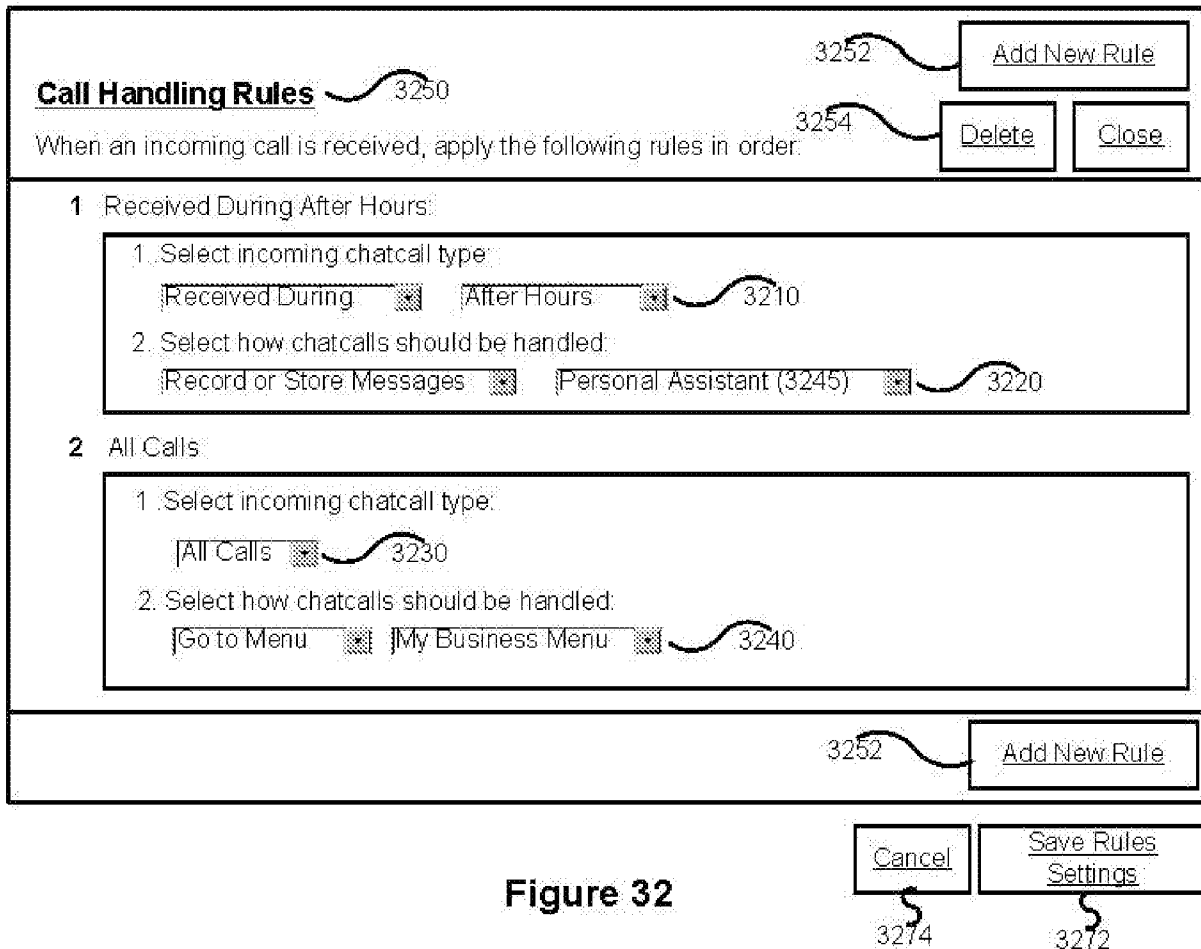 3252 Add New Rule
Call Handling Rules 3250
3254 Delete Close
When an incoming call is received, apply the following rules in order:
1 Received During After Hours:
1. Select incoming chatcall type:
Received During After Hours 3210
2. Select how chatcalls should be handled:
Record or Store Messages Personal Assistant (3245) 3220
2 All Calls
1. Select incoming chatcall type:
All Calls 3230
2. Select how chatcalls should be handled:
Go to Menu My Business Menu 3240
3252 Add New Rule
Cancel Save Rules
Settings
Figure 32
3274 3272